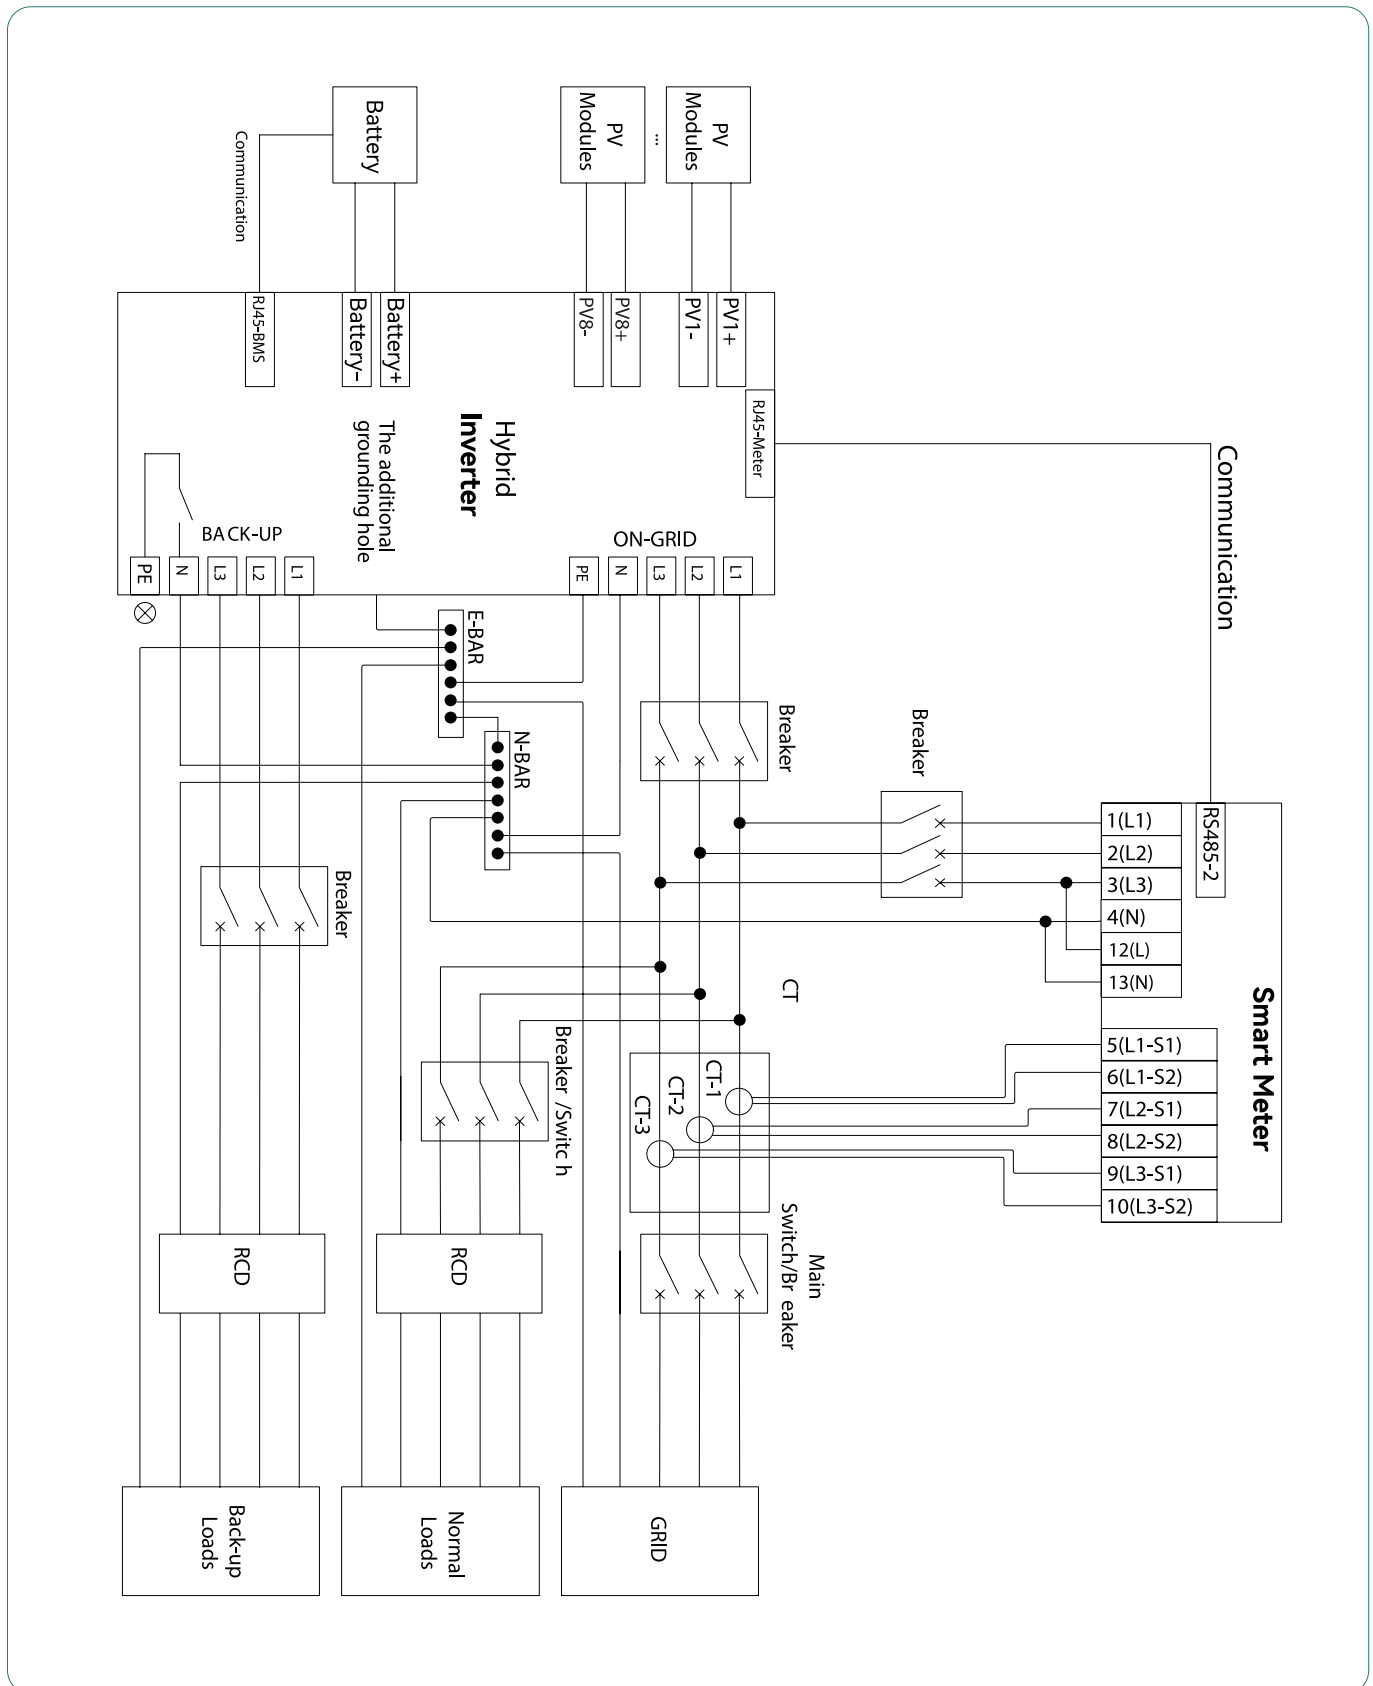 Battery
PV
Modules
...
PV
Modules
Communication
RJ45-BMS
Battery-
Battery+
PV8-
PV8+
PV1-
PV1+
RJ45-Meter
Hybrid
Inverter
The additional
grounding hole
BACK-UP
ON-GRID
PE
N
L3
L2
L1
PE
N
L3
L2
L1
Communication
E-BAR
N-BAR
Breaker
Breaker
Breaker
RS485-2
1(L1)
2(L2)
3(L3)
4(N)
12(L)
13(N)
Smart Meter
5(L1-S1)
6(L1-S2)
7(L2-S1)
8(L2-S2)
9(L3-S1)
10(L3-S2)
CT
CT-1
CT-2
CT-3
Breaker /Switc h
Main
Switch/Br eaker
RCD
RCD
Back-up
Loads
Normal
Loads
GRID